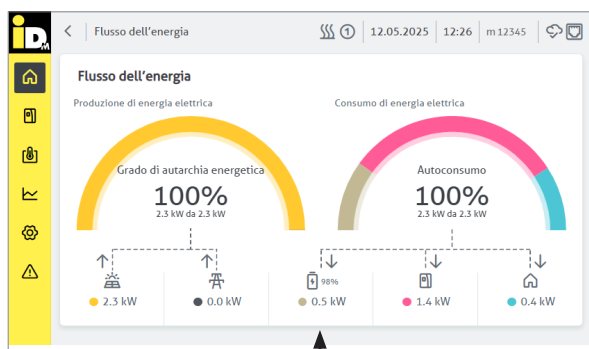 iDM
Flusso dell'energia
1
12.05.2025
12:26
m12345
Flusso dell'energia
Produzione di energia elettrica
Consumo di energia elettrica
Grado di autarchia energetica
100%
2.3 kW da 2.3 kW
Autoconsumo
100%
2.3 kW da 2.3 kW
98%
2.3 kW
0.0 kW
0.5 kW
1.4 kW
0.4 kW